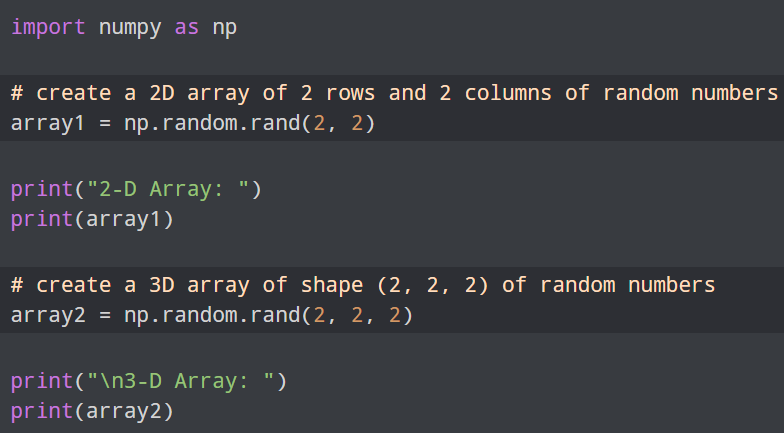 import numpy as np
# create a 2D array of 2 rows and 2 columns of random numbers
array1 = np.random.rand(2, 2)
print("2-D Array: ")
print(array1)
# create a 3D array of shape (2, 2, 2) of random numbers
array2 = np.random.rand(2, 2, 2)
print("\n3-D Array: ")
print(array2)